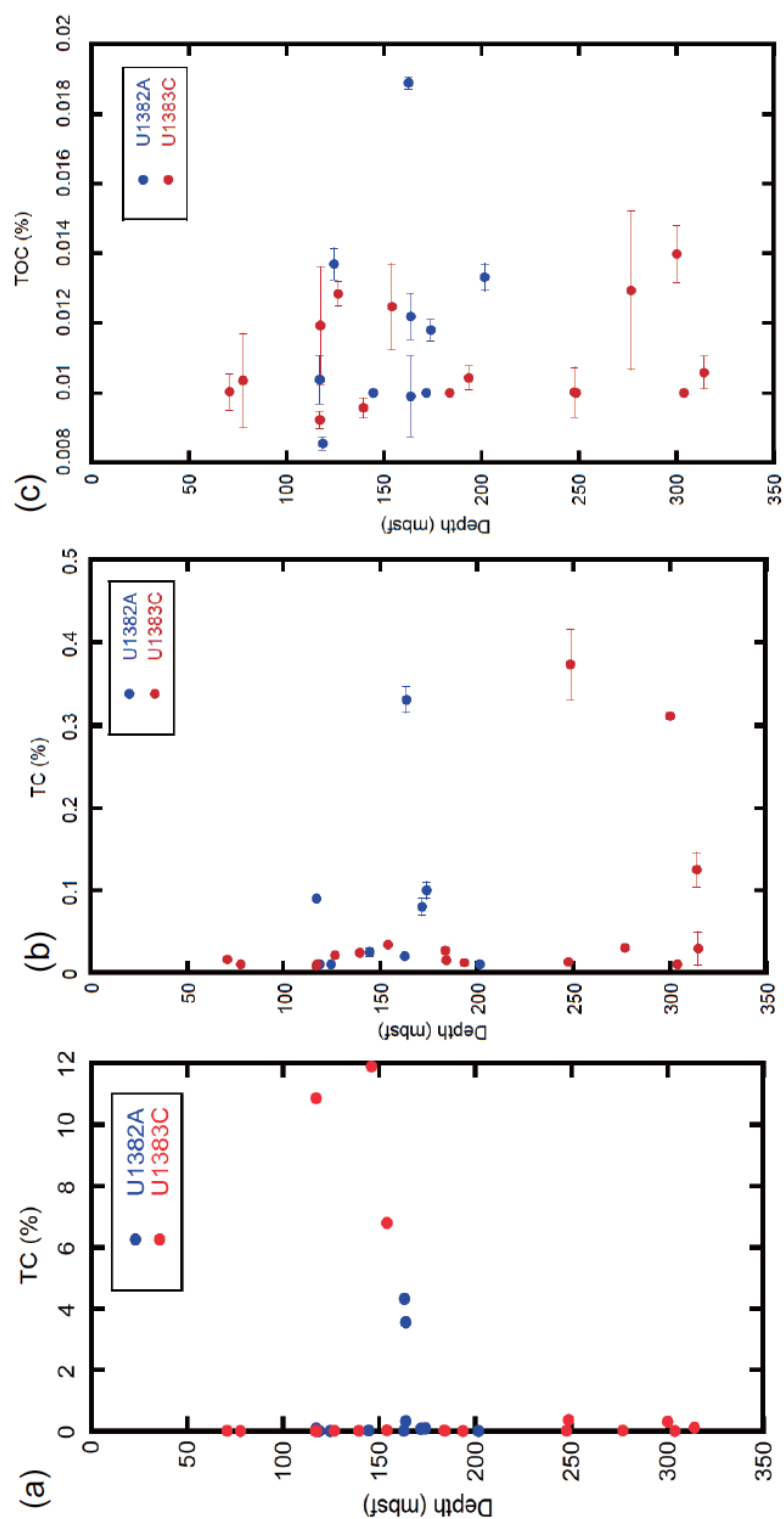 (a)
TC (%)
0 2 4 6 8 10 12
0
50
100
150
200
250
300
350
Depth (mbsf)
U1382A
U1383C
(b)
TC (%)
0 0.1 0.2 0.3 0.4 0.5
0
50
100
150
200
250
300
350
Depth (mbsf)
U1382A
U1383C
(c)
TOC (%)
0.008 0.01 0.012 0.014 0.016 0.018 0.02
0
50
100
150
200
250
300
350
Depth (mbsf)
U1382A
U1383C